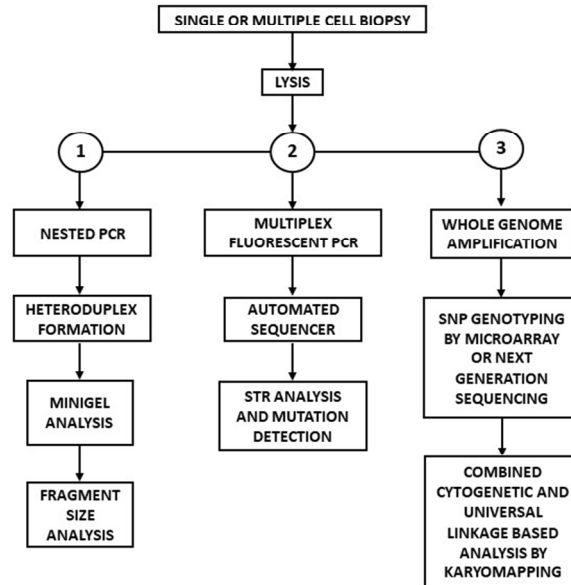 SINGLE OR MULTIPLE CELL BIOPSY
LYSIS
1
2
3
NESTED PCR
HETERODUPLEX
FORMATION
MINIGEL
ANALYSIS
FRAGMENT
SIZE
ANALYSIS
MULTIPLEX
FLUORESCENT PCR
AUTOMATED
SEQUENCER
STR ANALYSIS
AND MUTATION
DETECTION
WHOLE GENOME
AMPLIFICATION
SNP GENOTYPING
BY MICROARRAY
OR NEXT
GENERATION
SEQUENCING
COMBINED
CYTOGENETIC AND
UNIVERSAL
LINKAGE BASED
ANALYSIS BY
KARYOMAPPING